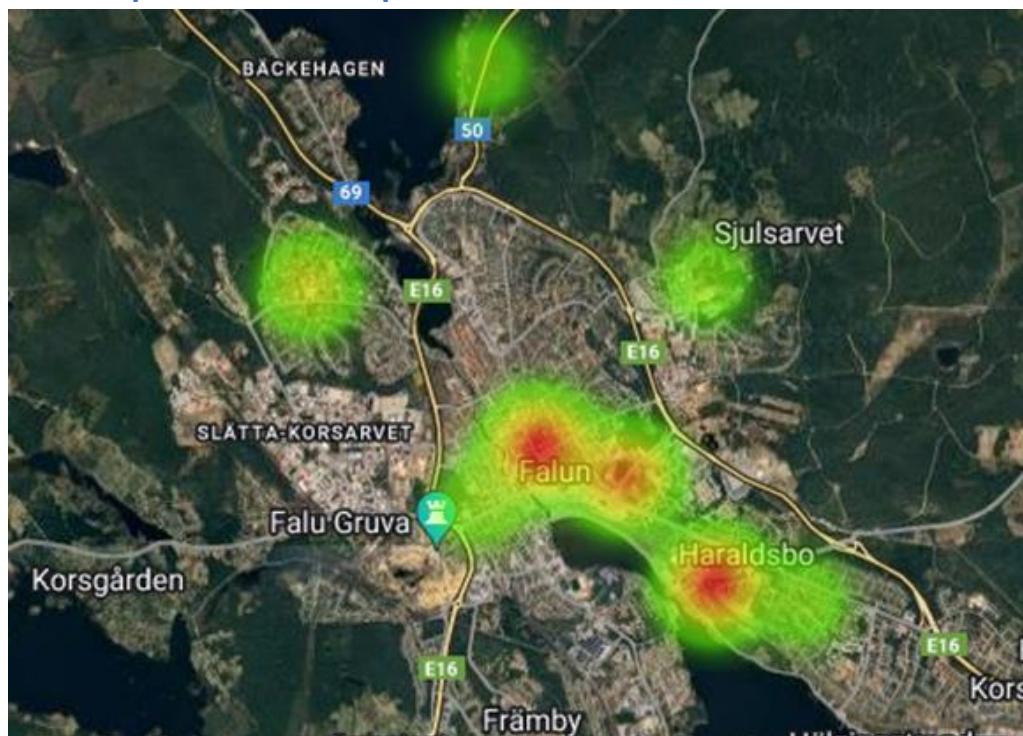 BÄCKEHAGEN
50
69
Sjulsarvet
E16
E16
SLÄTTA-KORSARVET
Falun
Falu Gruva
Haraldsbo
Korsgården
E16
E16
Kors
Främby